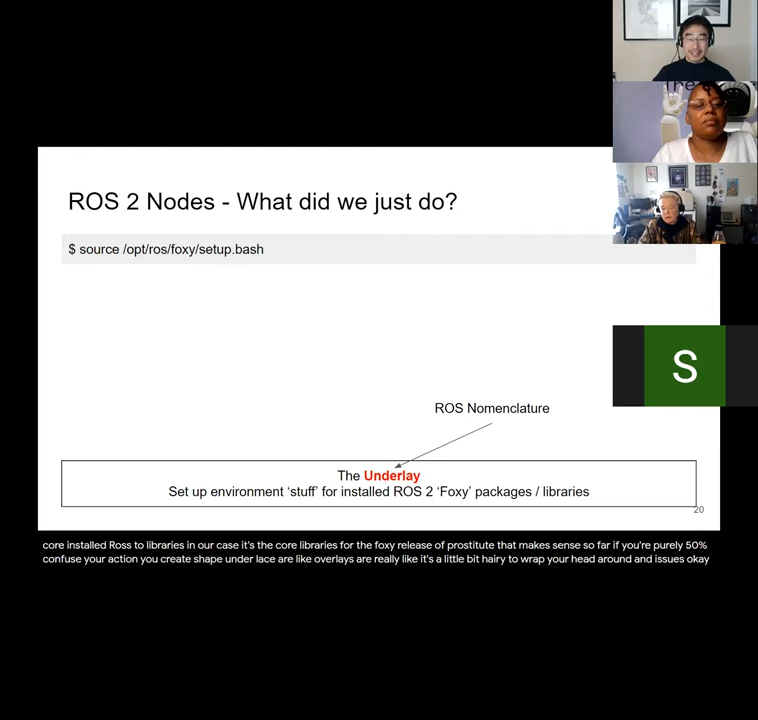 ROS 2 Nodes - What did we just do?
$ source /opt/ros/foxy/setup.bash
S
ROS Nomenclature
The Underlay
Set up environment ‘stuff’ for installed ROS 2 ‘Foxy’ packages / libraries
20
core installed Ross to libraries in our case it's the core libraries for the foxy release of prostitute that makes sense so far if you're purely 50%
confuse your action you create shape under lace are like overlays are really like it's a little bit hairy to wrap your head around and issues okay